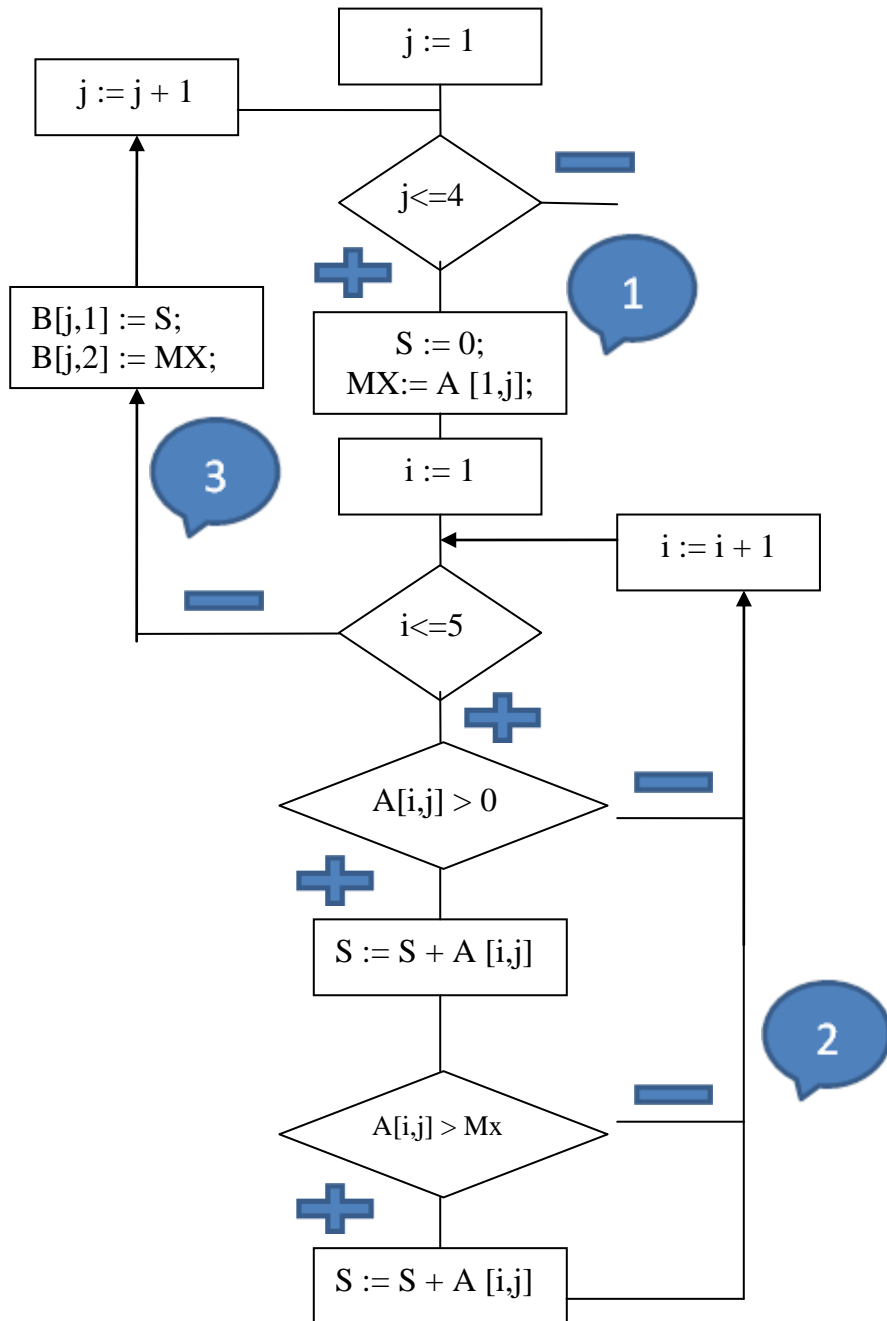 j := 1
j := j + 1
j<=4
1
B[j,1] := S;
B[j,2] := MX;
S := 0;
MX:= A [1,j];
3
i := 1
i := i + 1
i<=5
A[i,j] > 0
S := S + A [i,j]
2
A[i,j] > Mx
S := S + A [i,j]